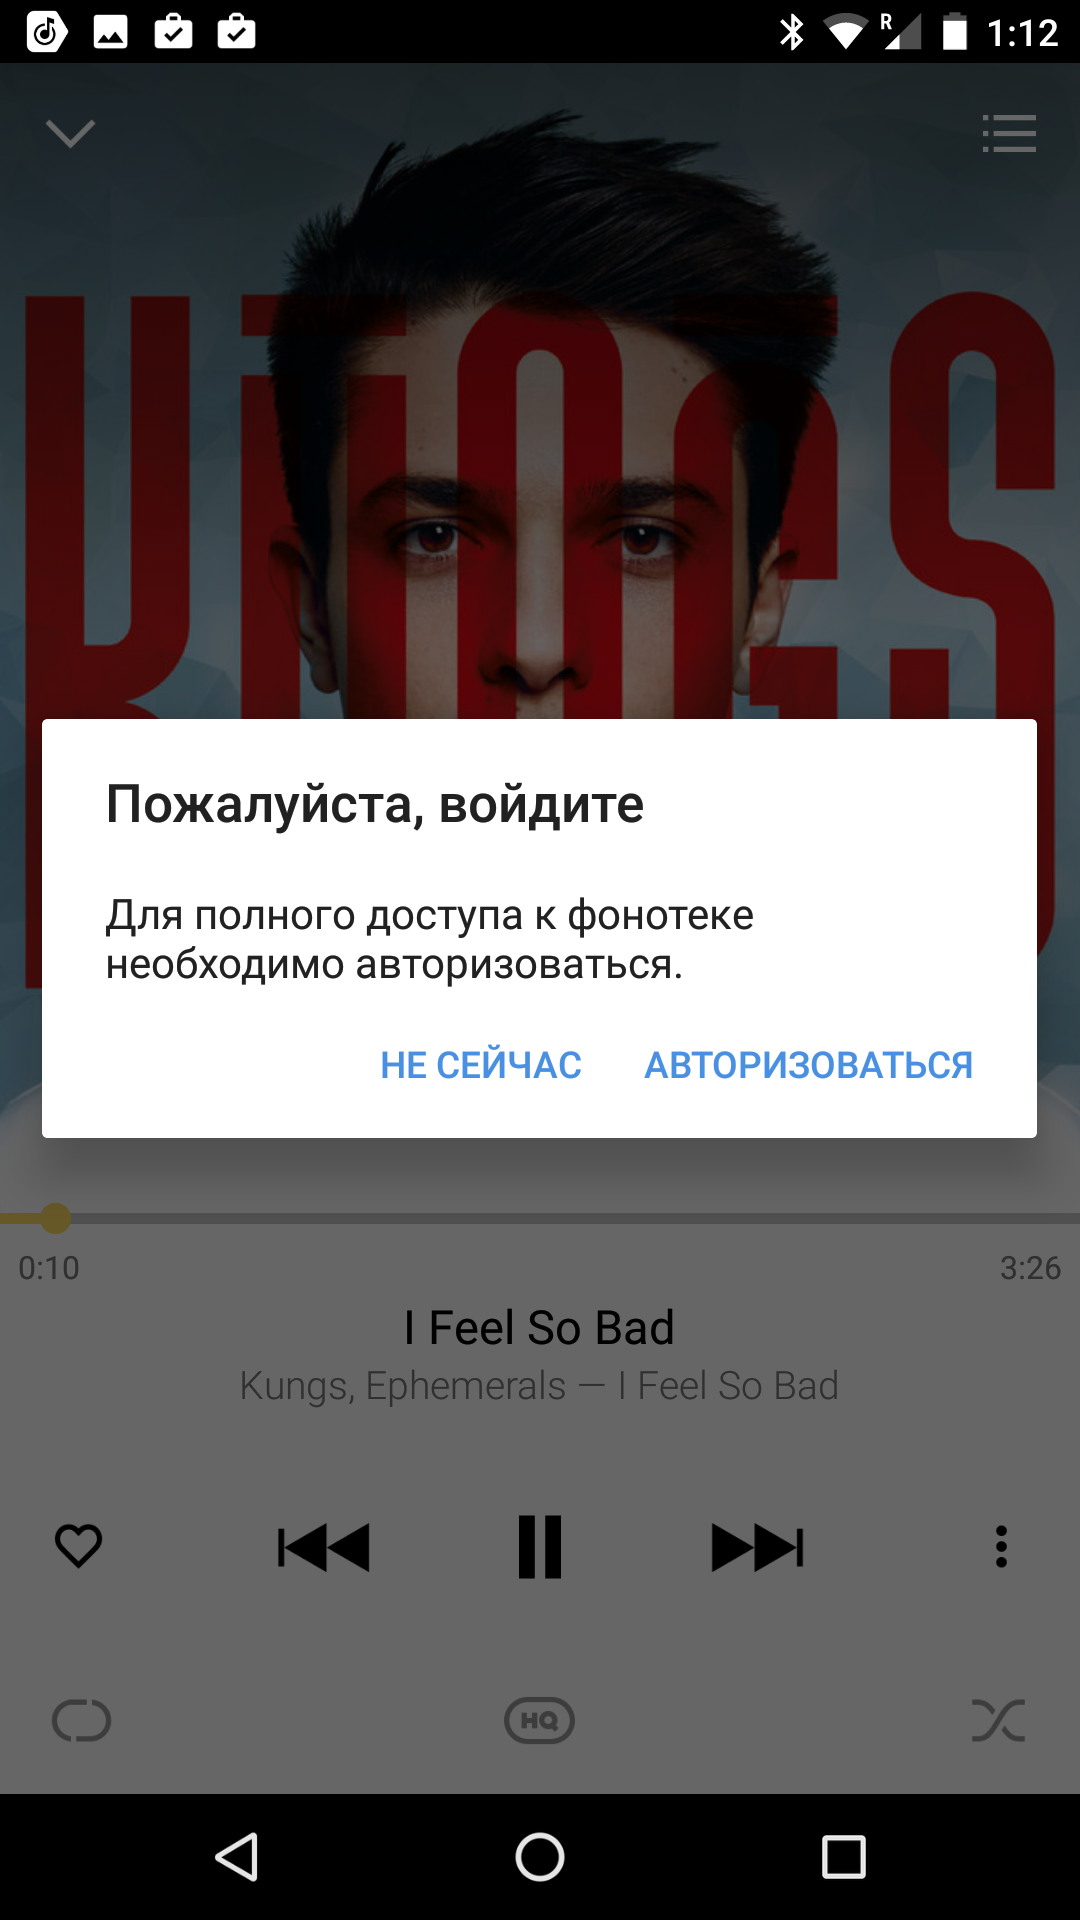 R 1:12
KUNGS
Пожалуйста, войдите
Для полного доступа к фонотеке
необходимо авторизоваться.
НЕ СЕЙЧАС АВТОРИЗОВАТЬСЯ
0:10 3:26
I Feel So Bad
Kungs, Ephemerals — I Feel So Bad
HQ